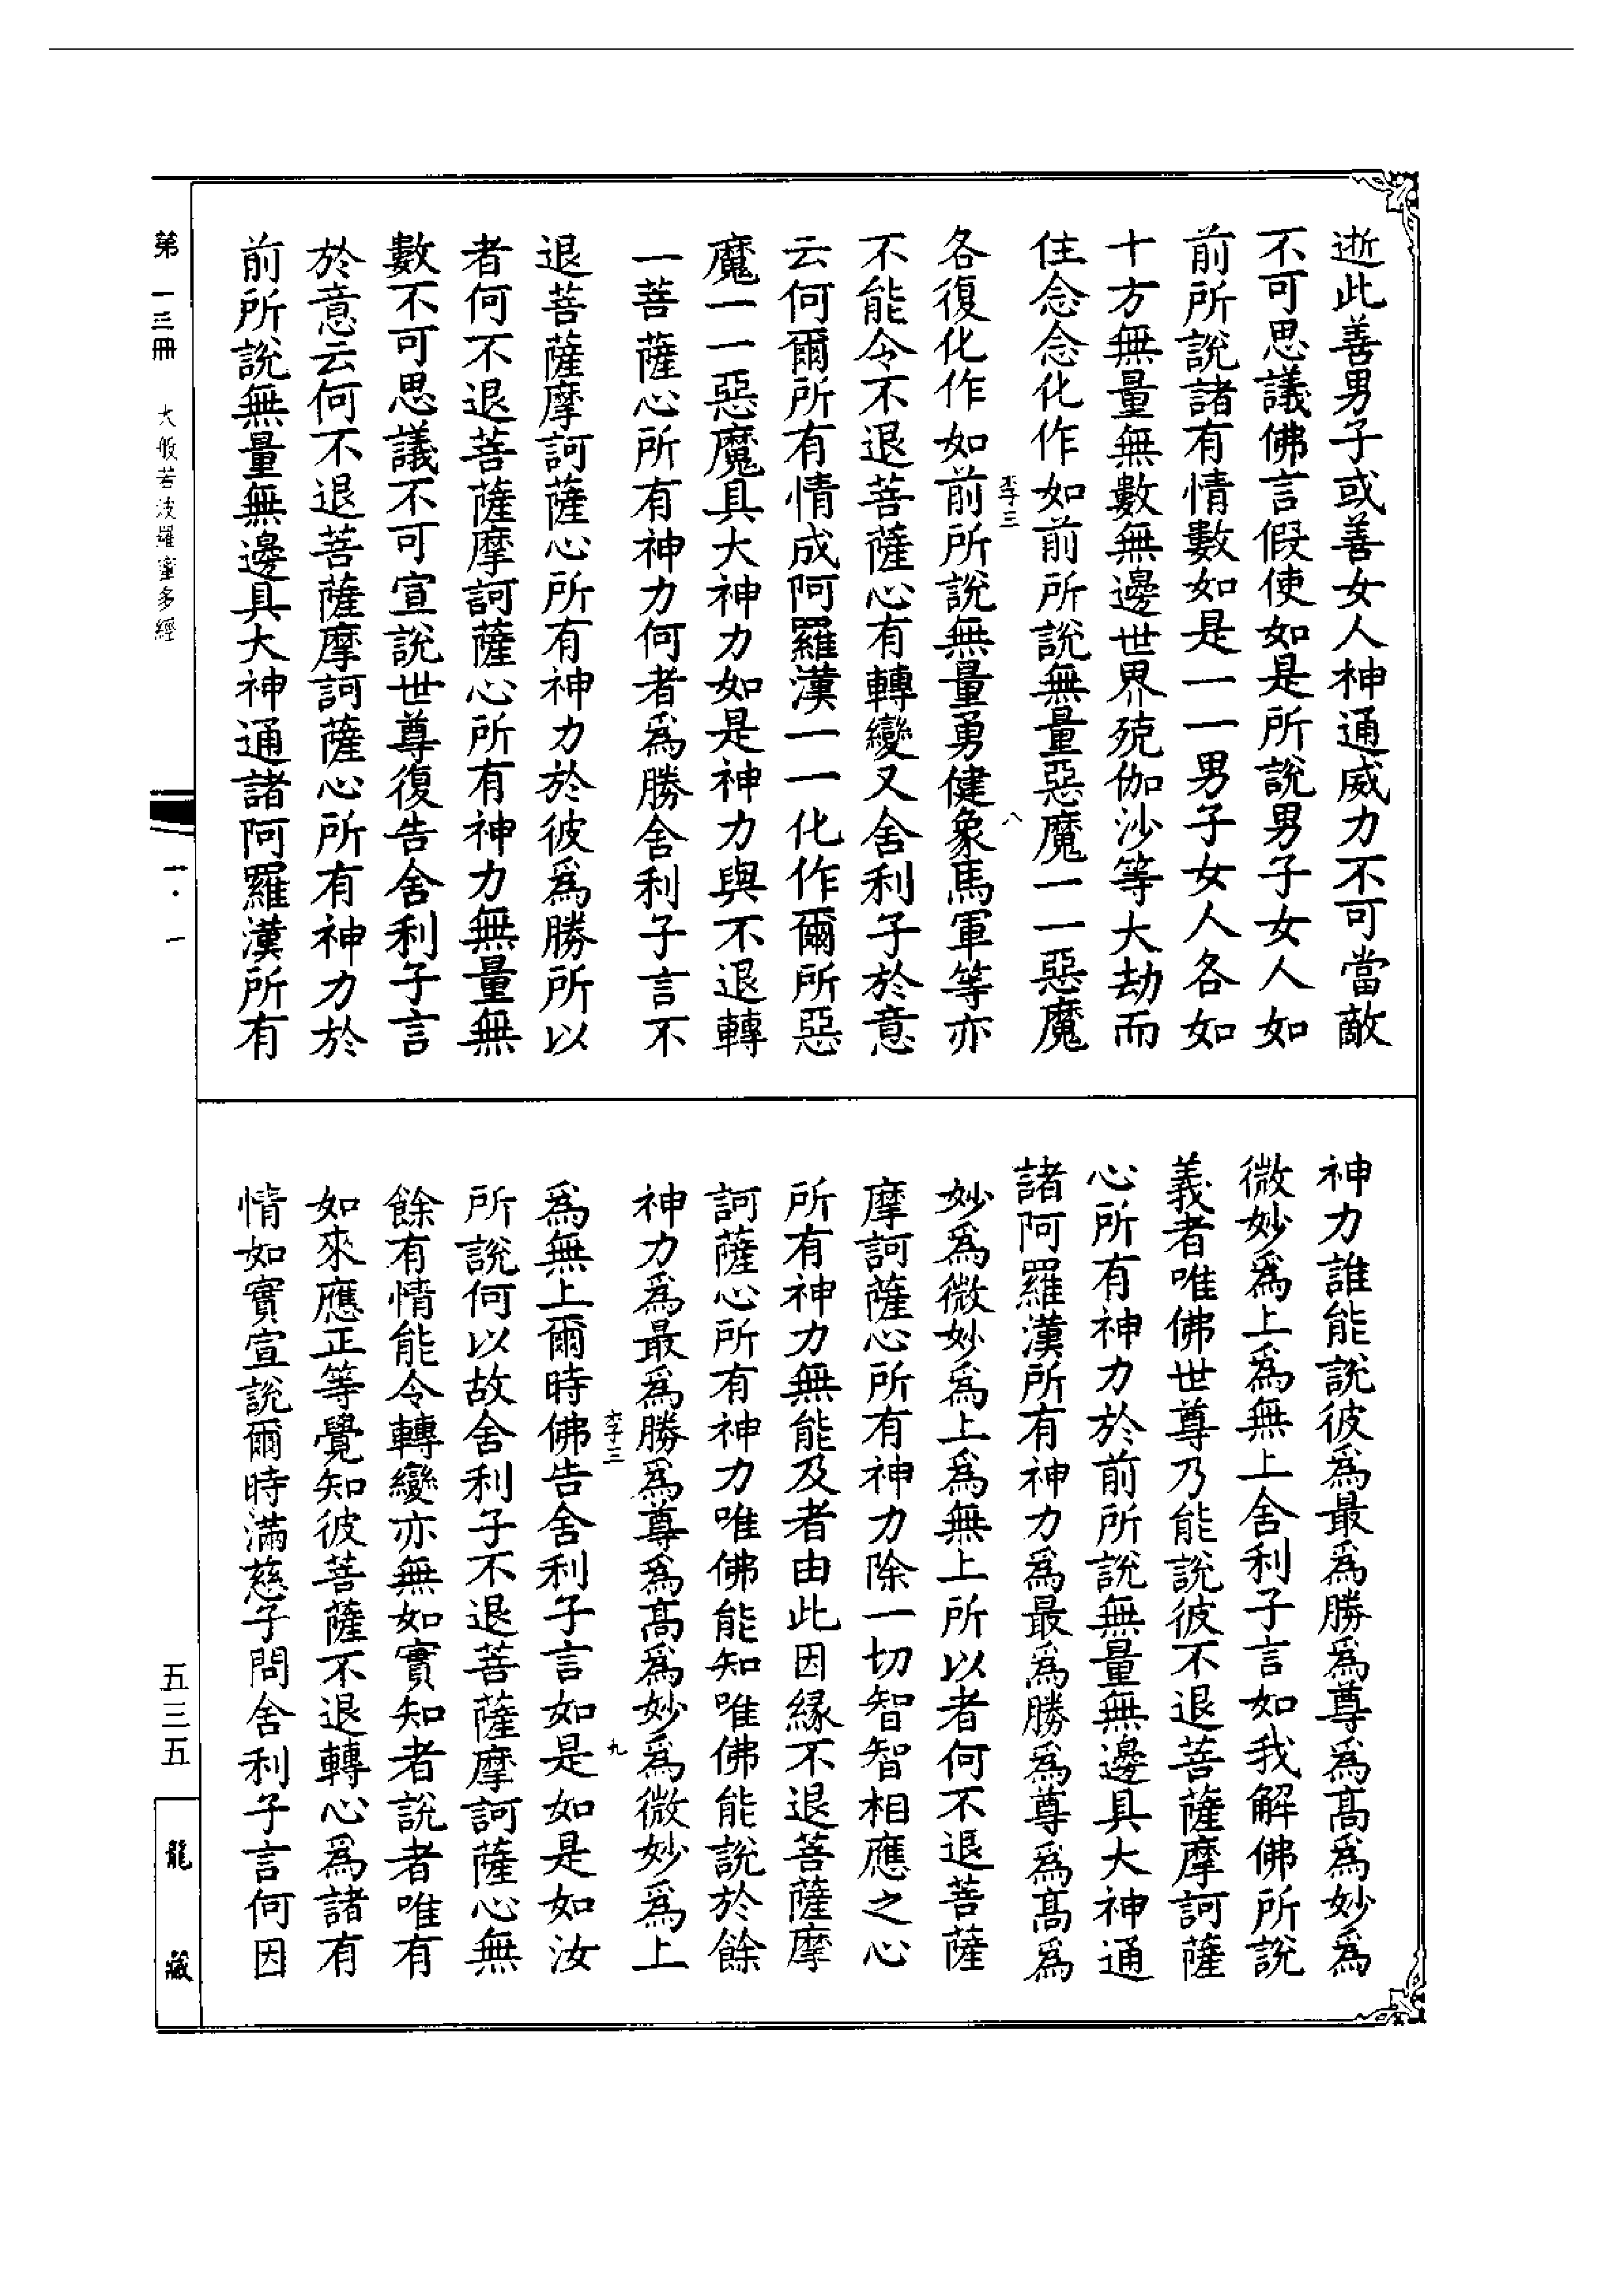 逝此善男子或善女人神通威力不可當敵
不可思議佛言假使如是所說男子女人如
前所說諸有情數如是一一男子女人各如
十方無量無數無邊世界殑伽沙等大劫而
住念念化作如前所說無量惡魔一一惡魔
李三
八
各復化作如前所說無量勇健象馬軍等亦
不能令不退菩薩心有轉變又舍利子於意
云何爾所有情成阿羅漢一一化作爾所惡
魔一一惡魔具大神力如是神力與不退轉
一菩薩心所有神力何者爲勝舍利子言不
退菩薩摩訶薩心所有神力於彼爲勝所以
者何不退菩薩摩訶薩心所有神力無量無
數不可思議不可宣說世尊復告舍利子言
於意云何不退菩薩摩訶薩心所有神力於
前所說無量無邊具大神通諸阿羅漢所有
神力誰能說彼爲最爲勝爲尊爲髙爲妙爲
微妙爲上爲無上舍利子言如我解佛所說
義者唯佛世尊乃能說彼不退菩薩摩訶薩
心所有神力於前所說無量無邊具大神通
諸阿羅漢所有神力爲最爲勝爲尊爲髙爲
妙爲微妙爲上爲無上所以者何不退菩薩
摩訶薩心所有神力除一切智智相應之心
所有神力無能及者由此因緣不退菩薩摩
訶薩心所有神力唯佛能知唯佛能說於餘
神力爲最爲勝爲尊爲髙爲妙爲微妙爲上
李三
九
爲無上爾時佛告舍利子言如是如是如汝
所說何以故舍利子不退菩薩摩訶薩心無
餘有情能令轉變亦無如實知者說者唯有
如來應正等覺知彼菩薩不退轉心爲諸有
情如實宣說爾時滿慈子問舍利子言何因
第一三冊
大般若波羅蜜多經
一·一
五三五
龍藏